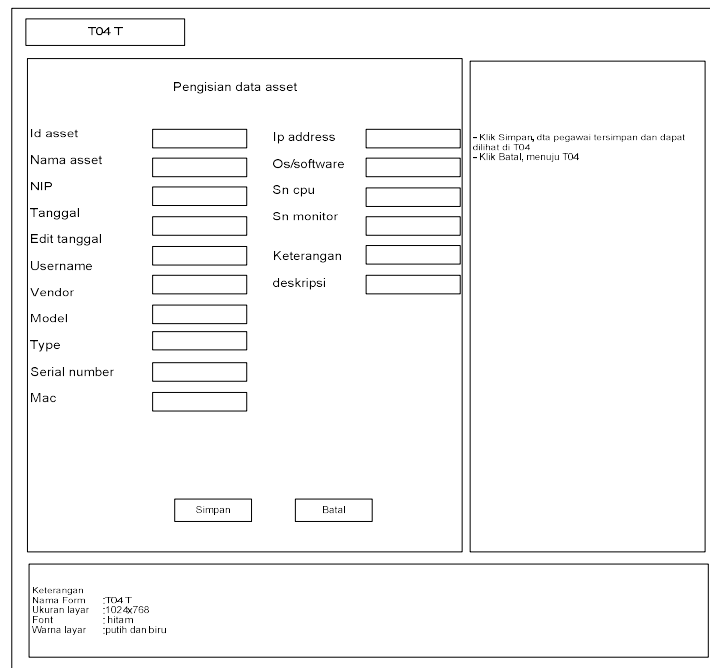 T04 T
Pengisian data asset
Id asset
Nama asset
NIP
Tanggal
Edit tanggal
Username
Vendor
Model
Type
Serial number
Mac
Ip address
Os/software
Sn cpu
Sn monitor
Keterangan
deskripsi
Simpan
Batal
- Klik Simpan, dta pegawai tersimpan dan dapat
dilihat di T04
- Klik Batal, menuju T04
Keterangan
Nama Form : T04 T
Ukuran layar : 1024x768
Font : hitam
Warna layar : putih dan biru